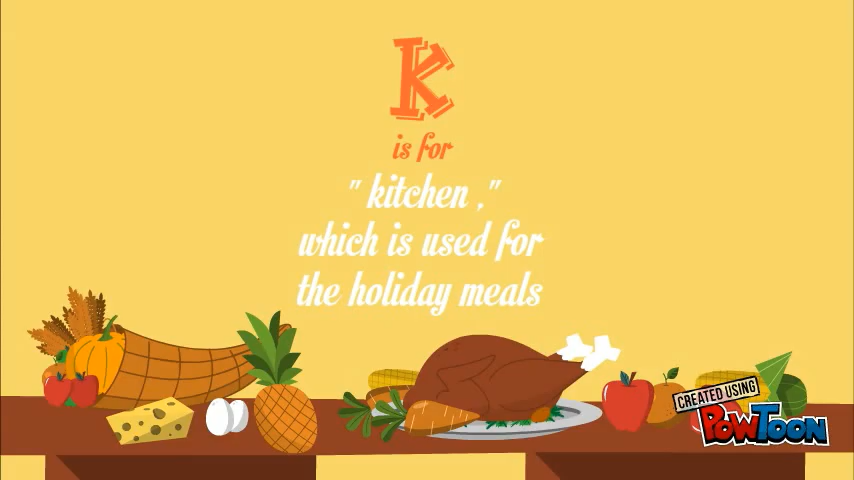 K
is for
" kitchen ,"
which is used for
the holiday meals
CREATED USING
POWTOON